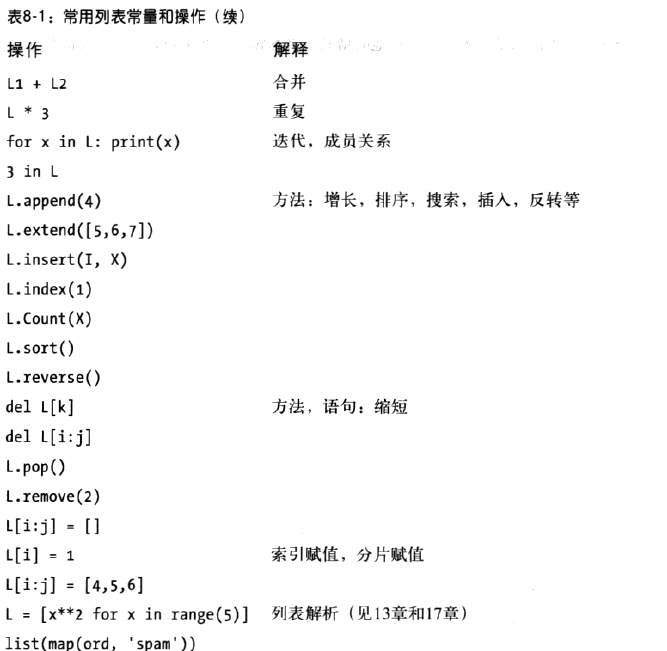 表8-1：常用列表常量和操作（续）
操作 解释
L1 + L2 合并
L * 3 重复
for x in L: print(x) 迭代，成员关系
3 in L
L.append(4) 方法：增长，排序，搜索，插入，反转等
L.extend([5,6,7])
L.insert(I, X)
L.index(1)
L.Count(X)
L.sort()
L.reverse()
del L[k] 方法，语句：缩短
del L[i:j]
L.pop()
L.remove(2)
L[i:j] = []
L[i] = 1 索引赋值，分片赋值
L[i:j] = [4,5,6]
L = [x**2 for x in range(5)] 列表解析（见13章和17章）
list(map(ord, 'spam'))